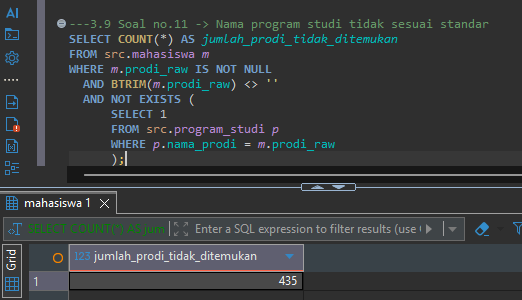 AI
---3.9 Soal no.11 -> Nama program studi tidak sesuai standar
SELECT COUNT(*) AS jumlah_prodi_tidak_ditemukan
FROM src.mahasiswa m
WHERE m.prodi_raw IS NOT NULL
AND BTRIM(m.prodi_raw) <> ''
AND NOT EXISTS (
SELECT 1
FROM src.program_studi p
WHERE p.nama_prodi = m.prodi_raw
);
mahasiswa 1
SELECT COUNT(*) AS jum
Enter a SQL expression to filter results (use
Grid
123 jumlah_prodi_tidak_ditemukan
1
435